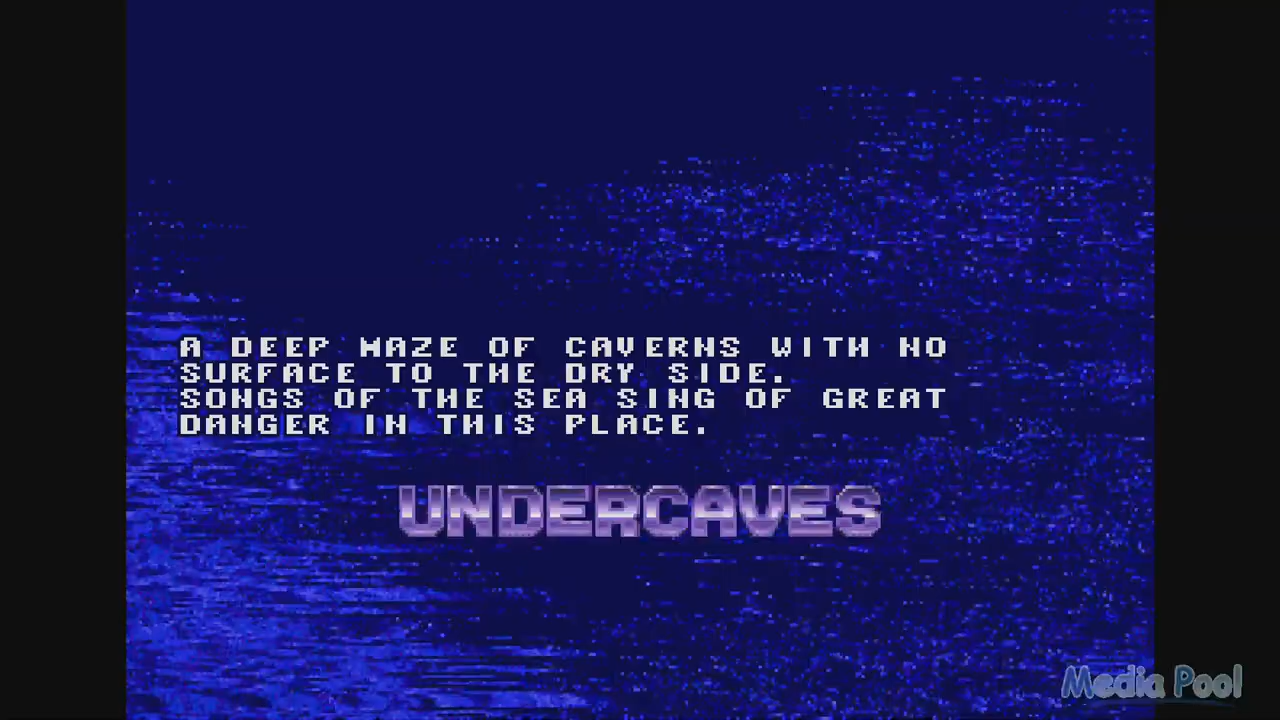 A DEEP MAZE OF CAVERNS WITH NO
SURFACE TO THE DRY SIDE.
SONGS OF THE SEA SING OF GREAT
DANGER IN THIS PLACE.
UNDERCAVES
Media Pool